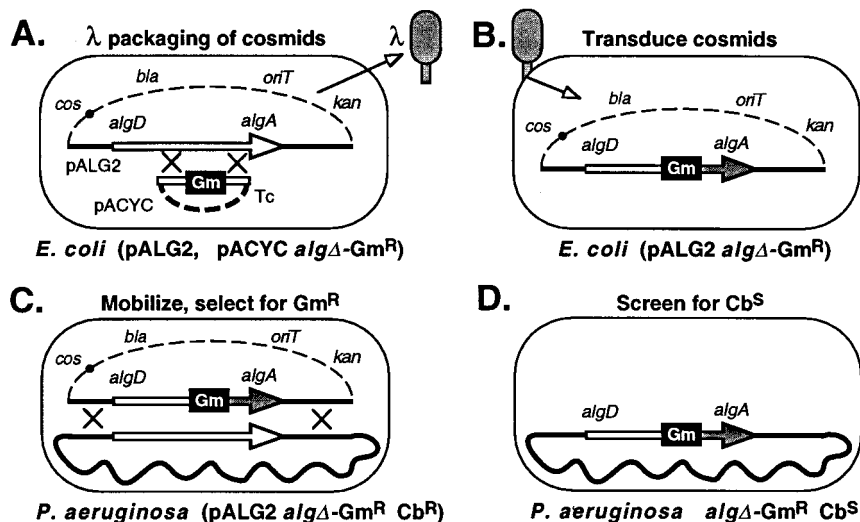 A.
λ packaging of cosmids
λ
bla
oriT
cos
kan
algD
algA
pALG2
Gm
pACYC
Tc
E. coli (pALG2, pACYC algΔ-GmR)
B.
Transduce cosmids
bla
oriT
cos
kan
algD
algA
Gm
E. coli (pALG2 algΔ-GmR)
C.
Mobilize, select for GmR
bla
oriT
cos
kan
algD
algA
Gm
P. aeruginosa (pALG2 algΔ-GmR CbR)
D.
Screen for CbS
algD
algA
Gm
P. aeruginosa algΔ-GmR CbS